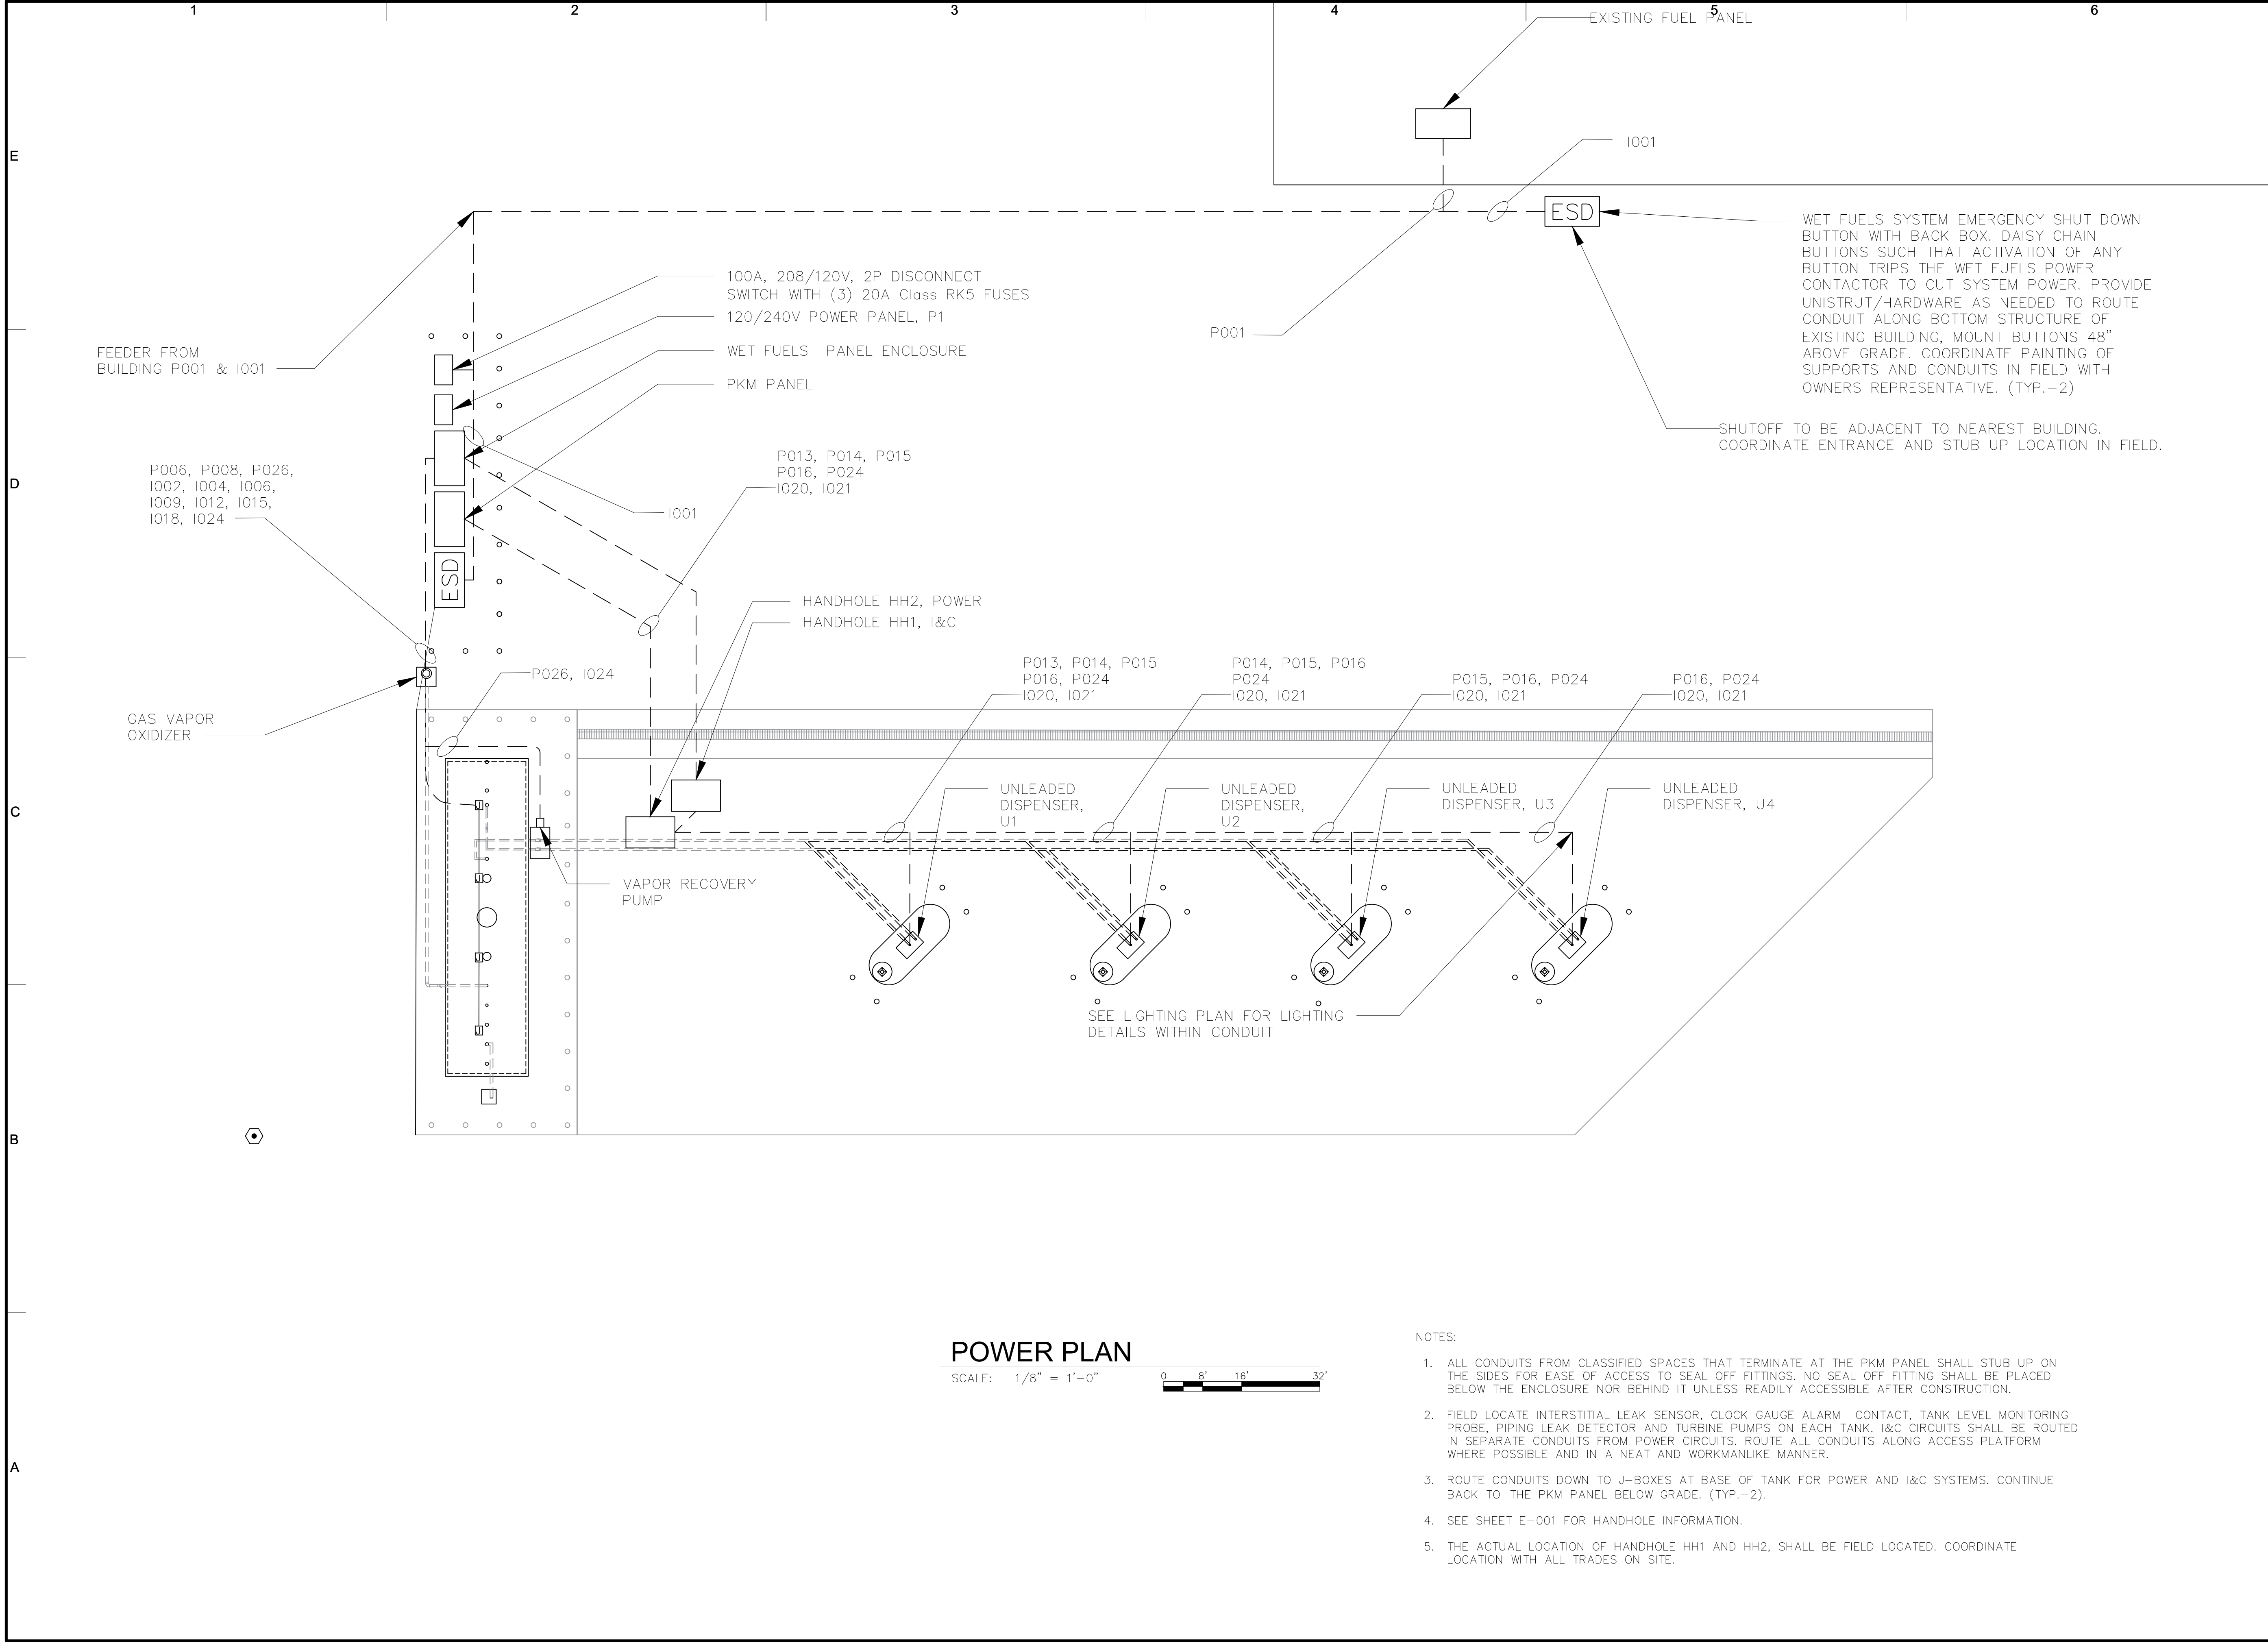 1
2
3
4
5
6
EXISTING FUEL PANEL
E
I001
ESD
WET FUELS SYSTEM EMERGENCY SHUT DOWN
BUTTON WITH BACK BOX. DAISY CHAIN
BUTTONS SUCH THAT ACTIVATION OF ANY
BUTTON TRIPS THE WET FUELS POWER
CONTACTOR TO CUT SYSTEM POWER. PROVIDE
UNISTRUT/HARDWARE AS NEEDED TO ROUTE
CONDUIT ALONG BOTTOM STRUCTURE OF
EXISTING BUILDING, MOUNT BUTTONS 48"
ABOVE GRADE. COORDINATE PAINTING OF
SUPPORTS AND CONDUITS IN FIELD WITH
OWNERS REPRESENTATIVE. (TYP.-2)
100A, 208/120V, 2P DISCONNECT
SWITCH WITH (3) 20A Class RK5 FUSES
120/240V POWER PANEL, P1
P001
WET FUELS PANEL ENCLOSURE
FEEDER FROM
BUILDING P001 & I001
PKM PANEL
SHUTOFF TO BE ADJACENT TO NEAREST BUILDING.
COORDINATE ENTRANCE AND STUB UP LOCATION IN FIELD.
D
P006, P008, P026,
I002, I004, I006,
I009, I012, I015,
I018, I024
P013, P014, P015
P016, P024
I020, I021
I001
ESD
HANDHOLE HH2, POWER
HANDHOLE HH1, I&C
P026, I024
P013, P014, P015
P016, P024
I020, I021
P014, P015, P016
P024
I020, I021
P015, P016, P024
I020, I021
P016, P024
I020, I021
GAS VAPOR
OXIDIZER
C
UNLEADED
DISPENSER,
U1
UNLEADED
DISPENSER,
U2
UNLEADED
DISPENSER, U3
UNLEADED
DISPENSER, U4
VAPOR RECOVERY
PUMP
SEE LIGHTING PLAN FOR LIGHTING
DETAILS WITHIN CONDUIT
B
POWER PLAN
SCALE: 1/8" = 1'-0"
0 8' 16' 32'
A
NOTES:
1. ALL CONDUITS FROM CLASSIFIED SPACES THAT TERMINATE AT THE PKM PANEL SHALL STUB UP ON
THE SIDES FOR EASE OF ACCESS TO SEAL OFF FITTINGS. NO SEAL OFF FITTING SHALL BE PLACED
BELOW THE ENCLOSURE NOR BEHIND IT UNLESS READILY ACCESSIBLE AFTER CONSTRUCTION.
2. FIELD LOCATE INTERSTITIAL LEAK SENSOR, CLOCK GAUGE ALARM CONTACT, TANK LEVEL MONITORING
PROBE, PIPING LEAK DETECTOR AND TURBINE PUMPS ON EACH TANK. I&C CIRCUITS SHALL BE ROUTED
IN SEPARATE CONDUITS FROM POWER CIRCUITS. ROUTE ALL CONDUITS ALONG ACCESS PLATFORM
WHERE POSSIBLE AND IN A NEAT AND WORKMANLIKE MANNER.
3. ROUTE CONDUITS DOWN TO J-BOXES AT BASE OF TANK FOR POWER AND I&C SYSTEMS. CONTINUE
BACK TO THE PKM PANEL BELOW GRADE. (TYP.-2).
4. SEE SHEET E-001 FOR HANDHOLE INFORMATION.
5. THE ACTUAL LOCATION OF HANDHOLE HH1 AND HH2, SHALL BE FIELD LOCATED. COORDINATE
LOCATION WITH ALL TRADES ON SITE.